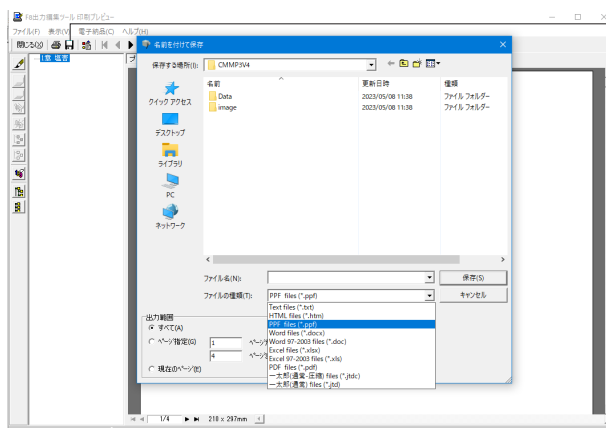 F8出力編集ツール 印刷プレビュー
ファイル(F) 表示(V) 電子納品(C) ヘルプ(H)
閉じる(X)
1章 塩害
プ
名前を付けて保存
保存する場所(I):
CMMP3V4
名前 更新日時 種類
Data 2023/05/08 11:38 ファイル フォルダー
image 2023/05/08 11:38 ファイル フォルダー
クイック アクセス
デスクトップ
ライブラリ
PC
ネットワーク
ファイル名(N):
保存(S)
ファイルの種類(T):
PPF files (*.ppf)
キャンセル
Text files (*.txt)
HTML files (*.htm)
PPF files (*.ppf)
Word files (*.docx)
Word 97-2003 files (*.doc)
Excel files (*.xlsx)
Excel 97-2003 files (*.xls)
PDF files (*.pdf)
一太郎(通常-圧縮) files (*.jtdc)
一太郎(通常) files (*.jtd)
出力範囲
すべて(A)
ページ指定(G)
1
4
現在のページ(E)
1/4
210 x 297mm